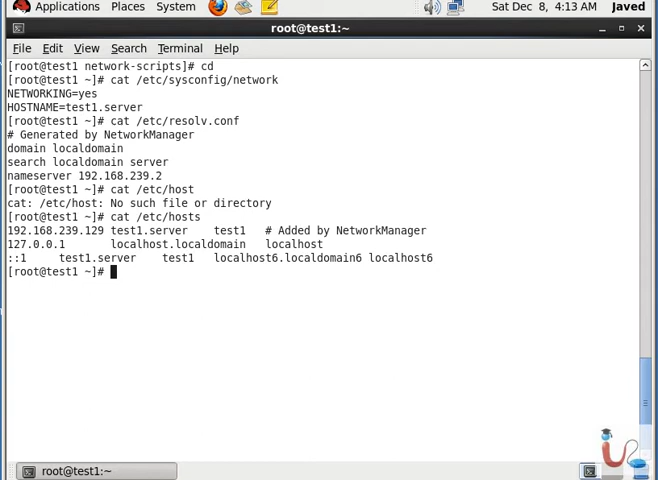 Applications Places System Sat Dec 8, 4:13 AM Javed
root@test1:~
File Edit View Search Terminal Help
[root@test1 network-scripts]# cd
[root@test1 ~]# cat /etc/sysconfig/network
NETWORKING=yes
HOSTNAME=test1.server
[root@test1 ~]# cat /etc/resolv.conf
# Generated by NetworkManager
domain localdomain
search localdomain server
nameserver 192.168.239.2
[root@test1 ~]# cat /etc/host
cat: /etc/host: No such file or directory
[root@test1 ~]# cat /etc/hosts
192.168.239.129 test1.server test1 # Added by NetworkManager
127.0.0.1 localhost.localdomain localhost
::1 test1.server test1 localhost6.localdomain6 localhost6
[root@test1 ~]#
root@test1:~